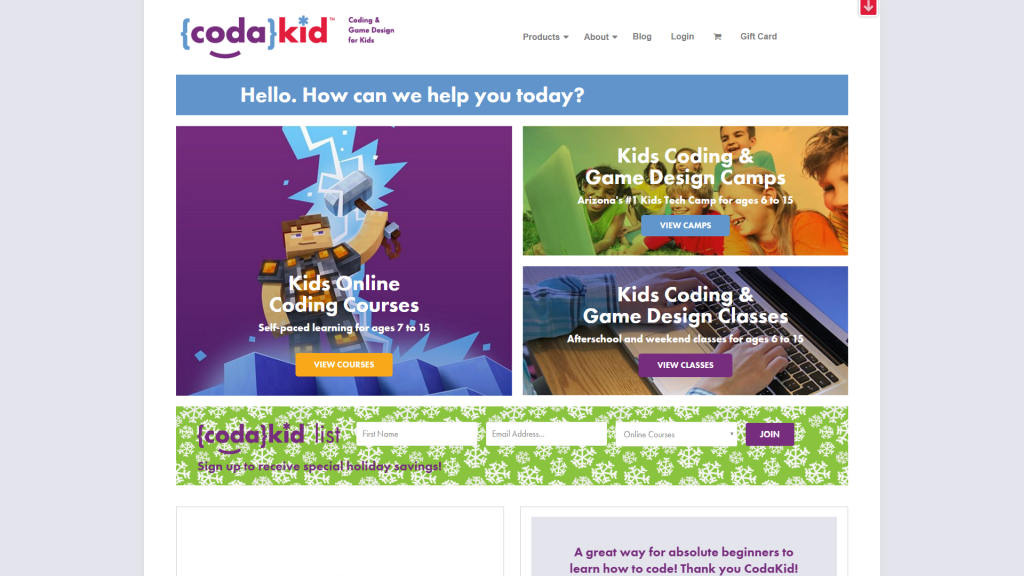 {coda}kid™
Coding &
Game Design
for Kids
Products
About
Blog
Login
Gift Card
Hello. How can we help you today?
Kids Online
Coding Courses
Self-paced learning for ages 7 to 15
VIEW COURSES
Kids Coding &
Game Design Camps
Arizona's #1 Kids Tech Camp for ages 6 to 15
VIEW CAMPS
Kids Coding &
Game Design Classes
Afterschool and weekend classes for ages 6 to 15
VIEW CLASSES
{coda}kid list
First Name
Email Address...
Online Courses
JOIN
Sign up to receive special holiday savings!
A great way for absolute beginners to
learn how to code! Thank you CodaKid!